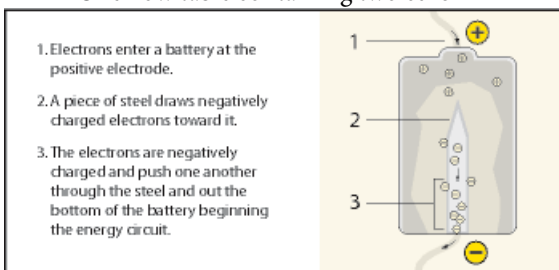 1. Electrons enter a battery at the
positive electrode.
2. A piece of steel draws negatively
charged electrons toward it.
3. The electrons are negatively
charged and push one another
through the steel and out the
bottom of the battery beginning
the energy circuit.
1
+
2
3
−